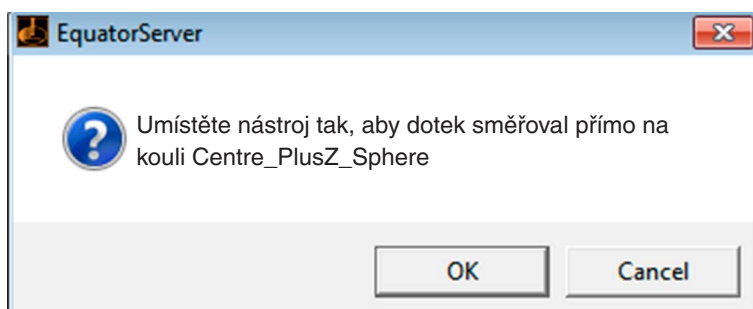 EquatorServer
Umístěte nástroj tak, aby dotek směřoval přímo na
kouli Centre_PlusZ_Sphere
OK
Cancel